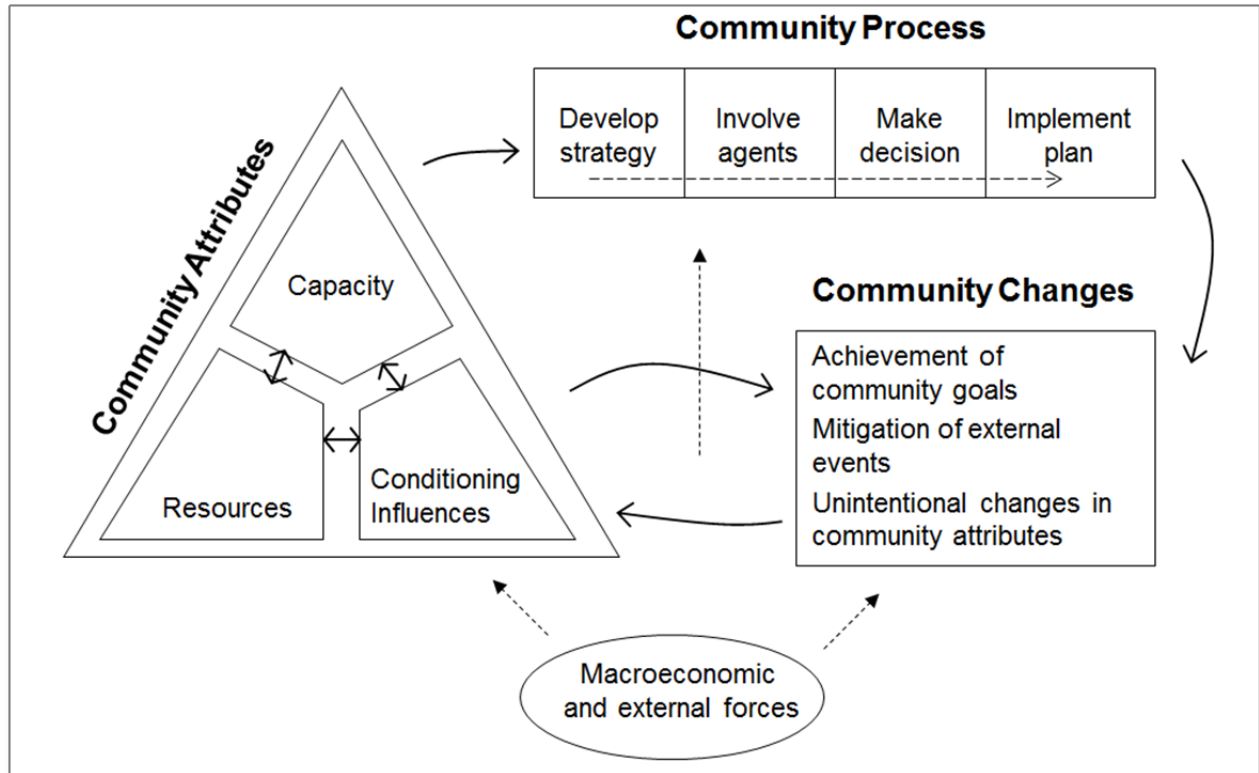 Community Process
Develop
strategy
Involve
agents
Make
decision
Implement
plan
Community Attributes
Capacity
Resources
Conditioning
Influences
Community Changes
Achievement of
community goals
Mitigation of external
events
Unintentional changes in
community attributes
Macroeconomic
and external forces